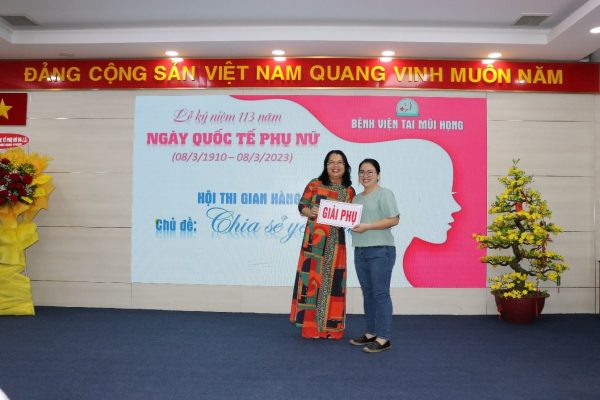 ĐẢNG CỘNG SẢN VIỆT NAM QUANG VINH MUÔN NĂM
Lễ kỷ niệm 113 năm
NGÀY QUỐC TẾ PHỤ NỮ
(08/3/1910 – 08/3/2023)
BỆNH VIỆN TAI MŨI HỌNG
HỘI THI GIAN HÀNG
Chủ đề: Chia sẻ yê
GIẢI PHỤ